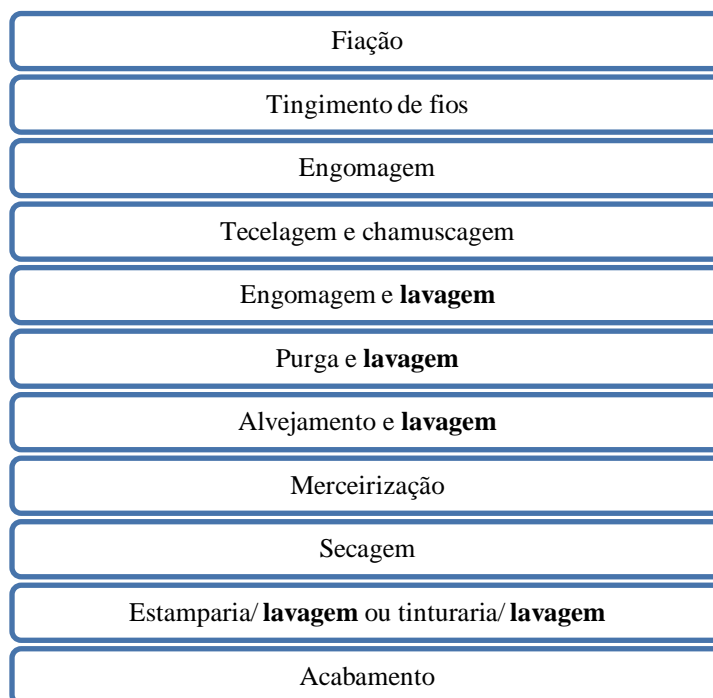 Fiação
Tingimento de fios
Engomagem
Tecelagem e chamuscagem
Engomagem e lavagem
Purga e lavagem
Alvejamento e lavagem
Merceirização
Secagem
Estamparia/ lavagem ou tinturaria/ lavagem
Acabamento